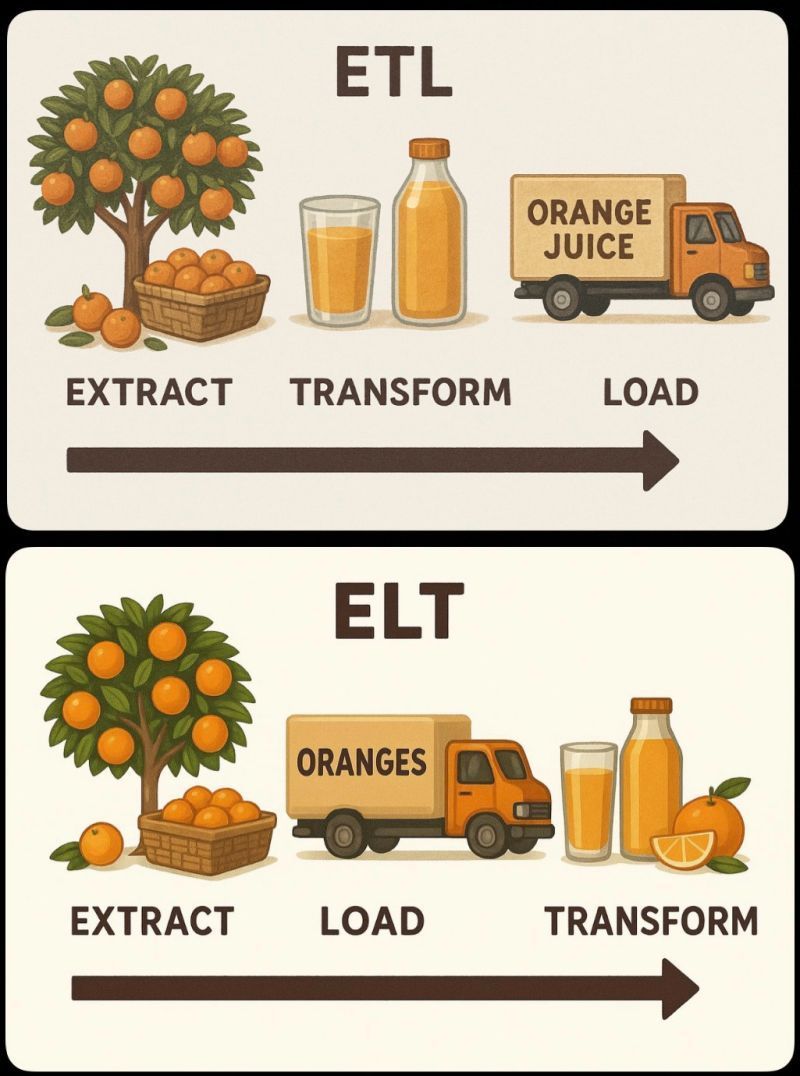 ETL
ORANGE
JUICE
EXTRACT TRANSFORM LOAD
ELT
ORANGES
EXTRACT LOAD TRANSFORM